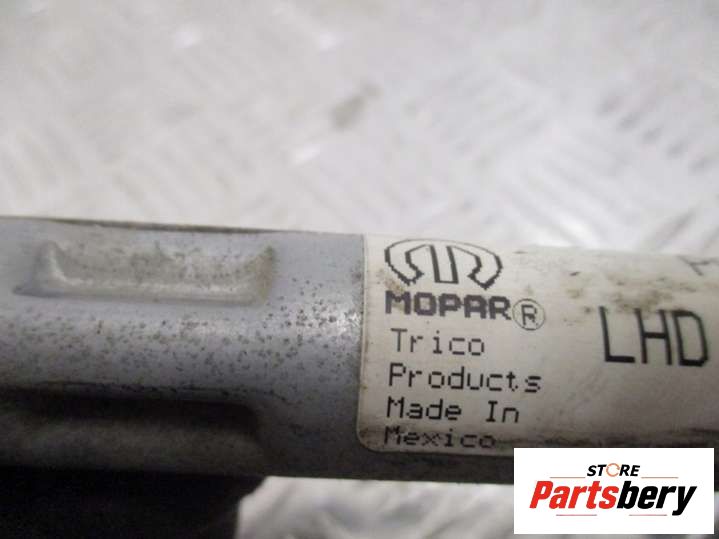 MOPAR®
Trico
Products
Made In
Mexico
LHD
STORE
Partsbery